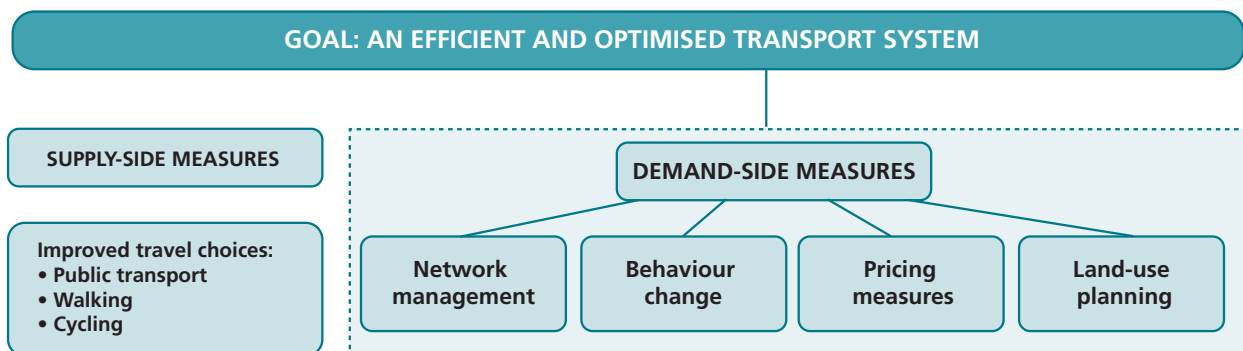 GOAL: AN EFFICIENT AND OPTIMISED TRANSPORT SYSTEM
SUPPLY-SIDE MEASURES
Improved travel choices:
• Public transport
• Walking
• Cycling
DEMAND-SIDE MEASURES
Network
management
Behaviour
change
Pricing
measures
Land-use
planning